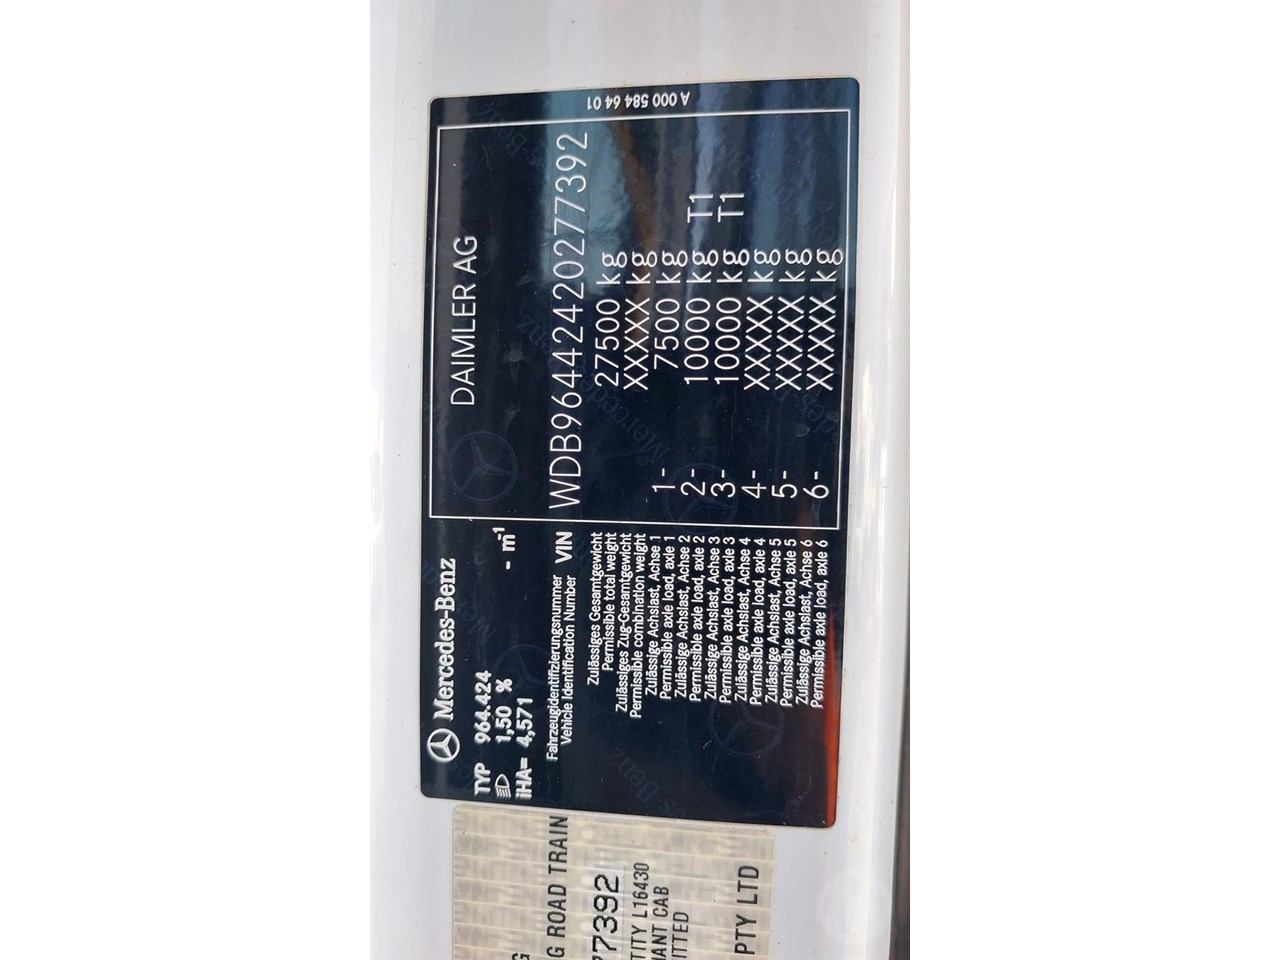 Mercedes-Benz
DAIMLER AG
TYP 964.424
1,50 %
iHA= 4,571 - m⁻¹
Fahrzeugidentifizierungsnummer
Vehicle Identification Number VIN WDB96442420277392
Zulässiges Gesamtgewicht
Permissible total weight 27500 kg
Zulässiges Zug-Gesamtgewicht
Permissible combination weight XXXXX kg
Zulässige Achslast, Achse 1
Permissible axle load, axle 1 1- 7500 kg
Zulässige Achslast, Achse 2
Permissible axle load, axle 2 2- 10000 kg T1
Zulässige Achslast, Achse 3
Permissible axle load, axle 3 3- 10000 kg T1
Zulässige Achslast, Achse 4
Permissible axle load, axle 4 4- XXXXX kg
Zulässige Achslast, Achse 5
Permissible axle load, axle 5 5- XXXXX kg
Zulässige Achslast, Achse 6
Permissible axle load, axle 6 6- XXXXX kg
A 000 584 64 01
G
G ROAD TRAIN
77392
TITY L16430
IANT CAB
ITTED
PTY LTD